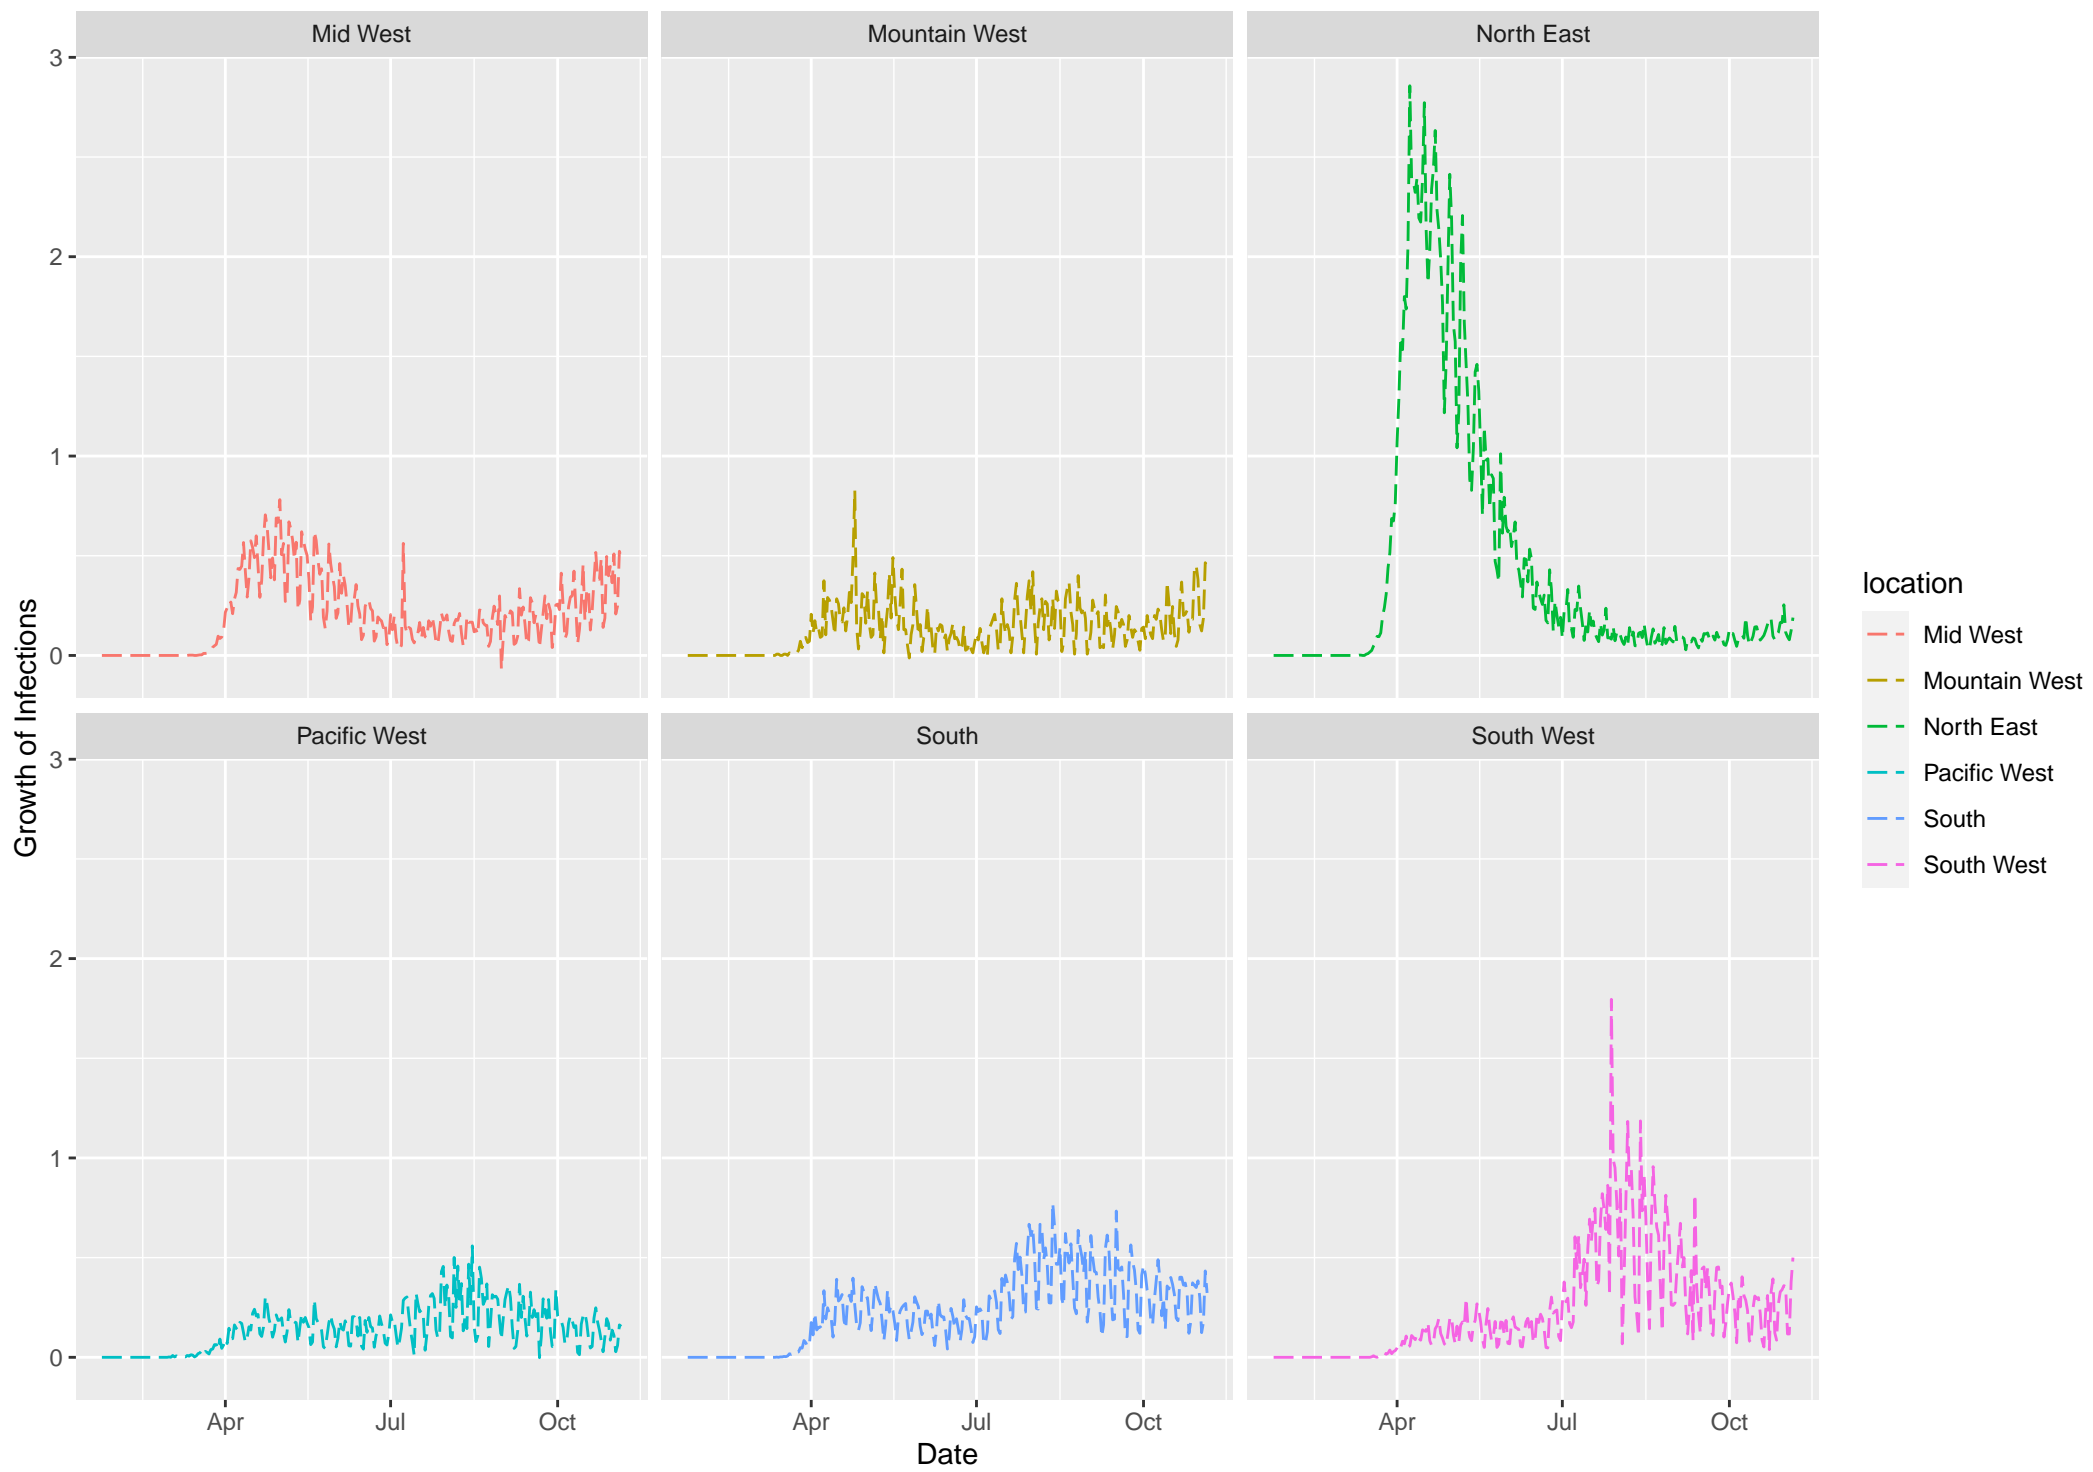 Mid West
Mountain West
North East
3
2
1
0
Pacific West
South
South West
3
2
1
0
Growth of Infections
Apr
Jul
Oct
Apr
Jul
Oct
Apr
Jul
Oct
Date
location
Mid West
Mountain West
North East
Pacific West
South
South West